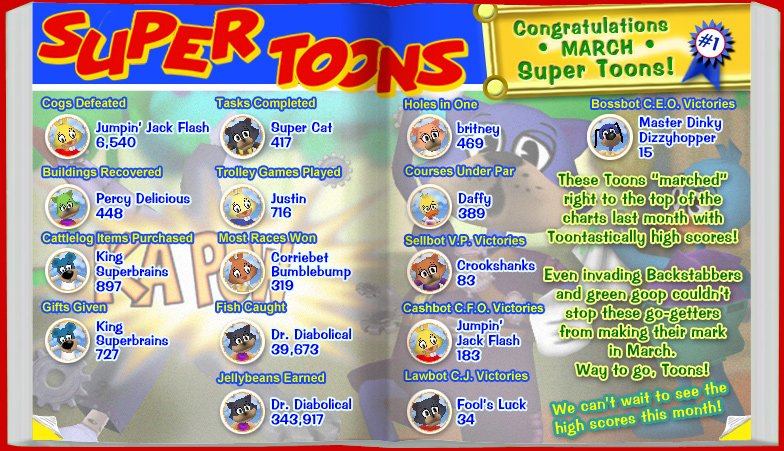 SUPER TOONS
Congratulations
• MARCH •
Super Toons!
#1
Cogs Defeated
Jumpin' Jack Flash
6,540
Buildings Recovered
Percy Delicious
448
Cattlelog Items Purchased
King
Superbrains
897
Gifts Given
King
Superbrains
727
Tasks Completed
Super Cat
417
Trolley Games Played
Justin
716
Most Races Won
Corriebet
Bumblebump
319
Fish Caught
Dr. Diabolical
39,673
Jellybeans Earned
Dr. Diabolical
343,917
Holes in One
britney
469
Courses Under Par
Daffy
389
Sellbot V.P. Victories
Crookshanks
83
Cashbot C.F.O. Victories
Jumpin'
Jack Flash
183
Lawbot C.J. Victories
Fool's Luck
34
Bossbot C.E.O. Victories
Master Dinky
Dizzyhopper
15
These Toons "marched"
right to the top of the
charts last month with
Toontastically high scores!
Even invading Backstabbers
and green goop couldn't
stop these go-getters
from making their mark
in March.
Way to go, Toons!
We can't wait to see the
high scores this month!